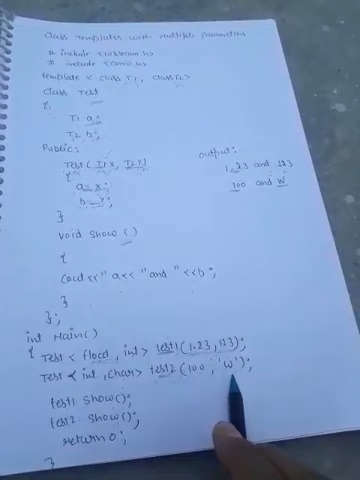 Class templates with multiple parameters
# include <iostream.h>
# include <conio.h>
template < class T1, class T2>
Class Test
{
T1 a;
T2 b;
Public:
Test (T1 x, T2 y)
{
a = x;
b = y;
}
void show ()
{
cout <<" a<< "and " <<b;
}
};
int Main()
{ Test < float, int> test1 (1.23, 123);
Test < int, char> test2 (100, 'W');
test1 show();
test2 show();
return 0;
}
output:
1.23 and 123
100 and W